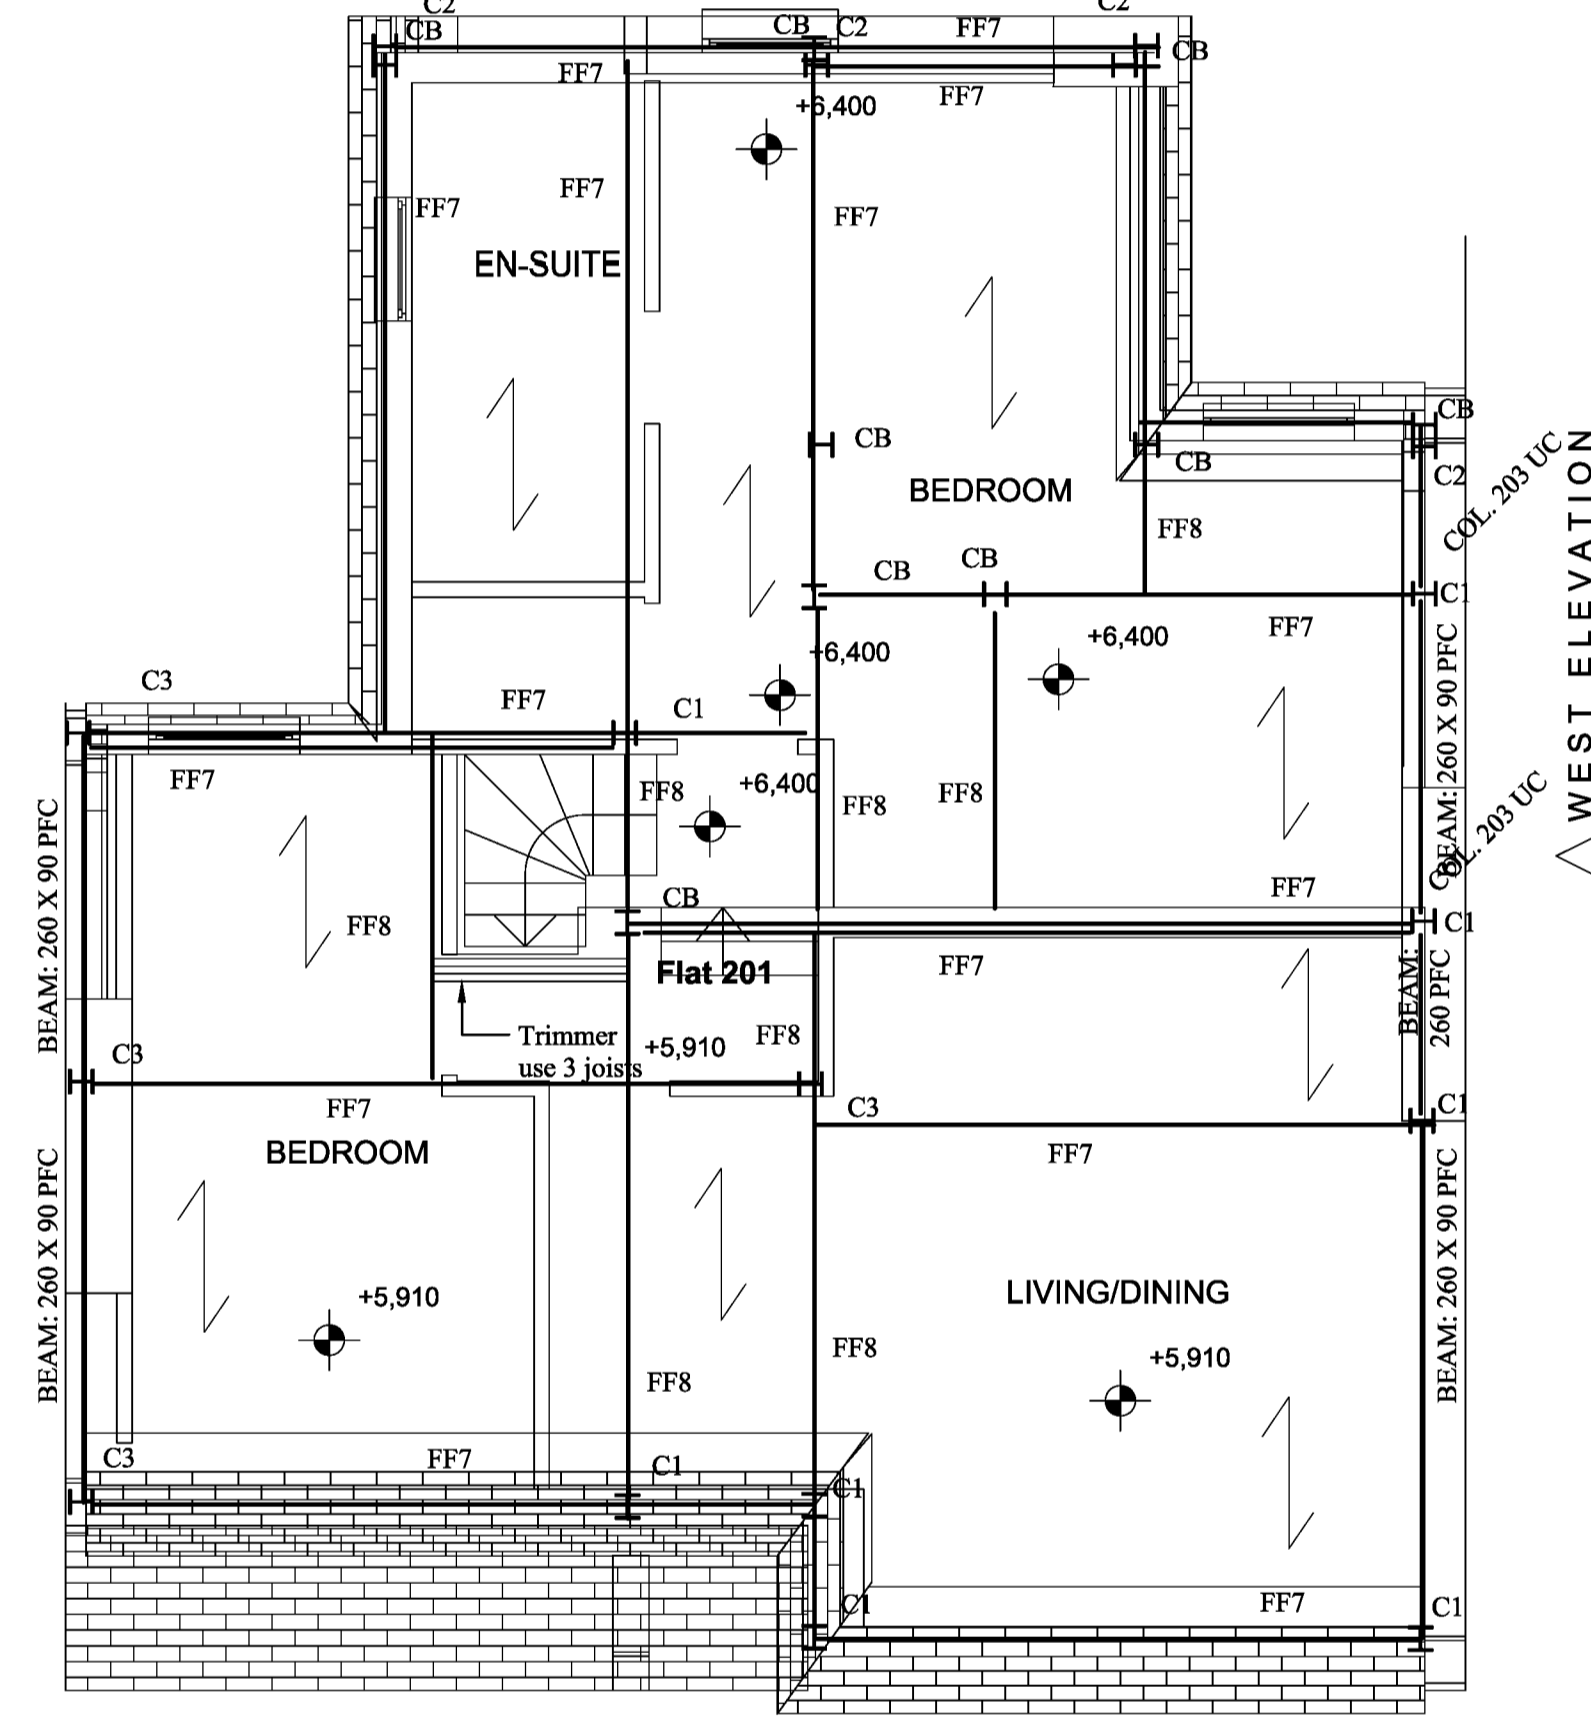 C2
C2
CB
CB
C2
FF7
CB
FF7
FF7
+6,400
FF7
FF7
FF7
EN-SUITE
CB
CB
CB
C2
BEDROOM
COL. 203 UC
FF8
CB
CB
C1
FF7
+6,400
+6,400
C3
FF7
C1
BEAM: 260 X 90 PFC
WEST ELEVATION
FF7
FF8
+6,400
FF8
FF8
COL. 203 UC
BEAM: 260 X 90 PFC
FF7
CB
FF8
C1
Flat 201
FF7
BEAM:
260 PFC
Trimmer
use 3 joists
+5,910
FF8
C3
FF7
C3
C1
BEDROOM
FF7
BEAM: 260 X 90 PFC
BEAM: 260 X 90 PFC
+5,910
LIVING/DINING
FF8
+5,910
FF8
C3
FF7
C1
C1
C1
FF7
C1